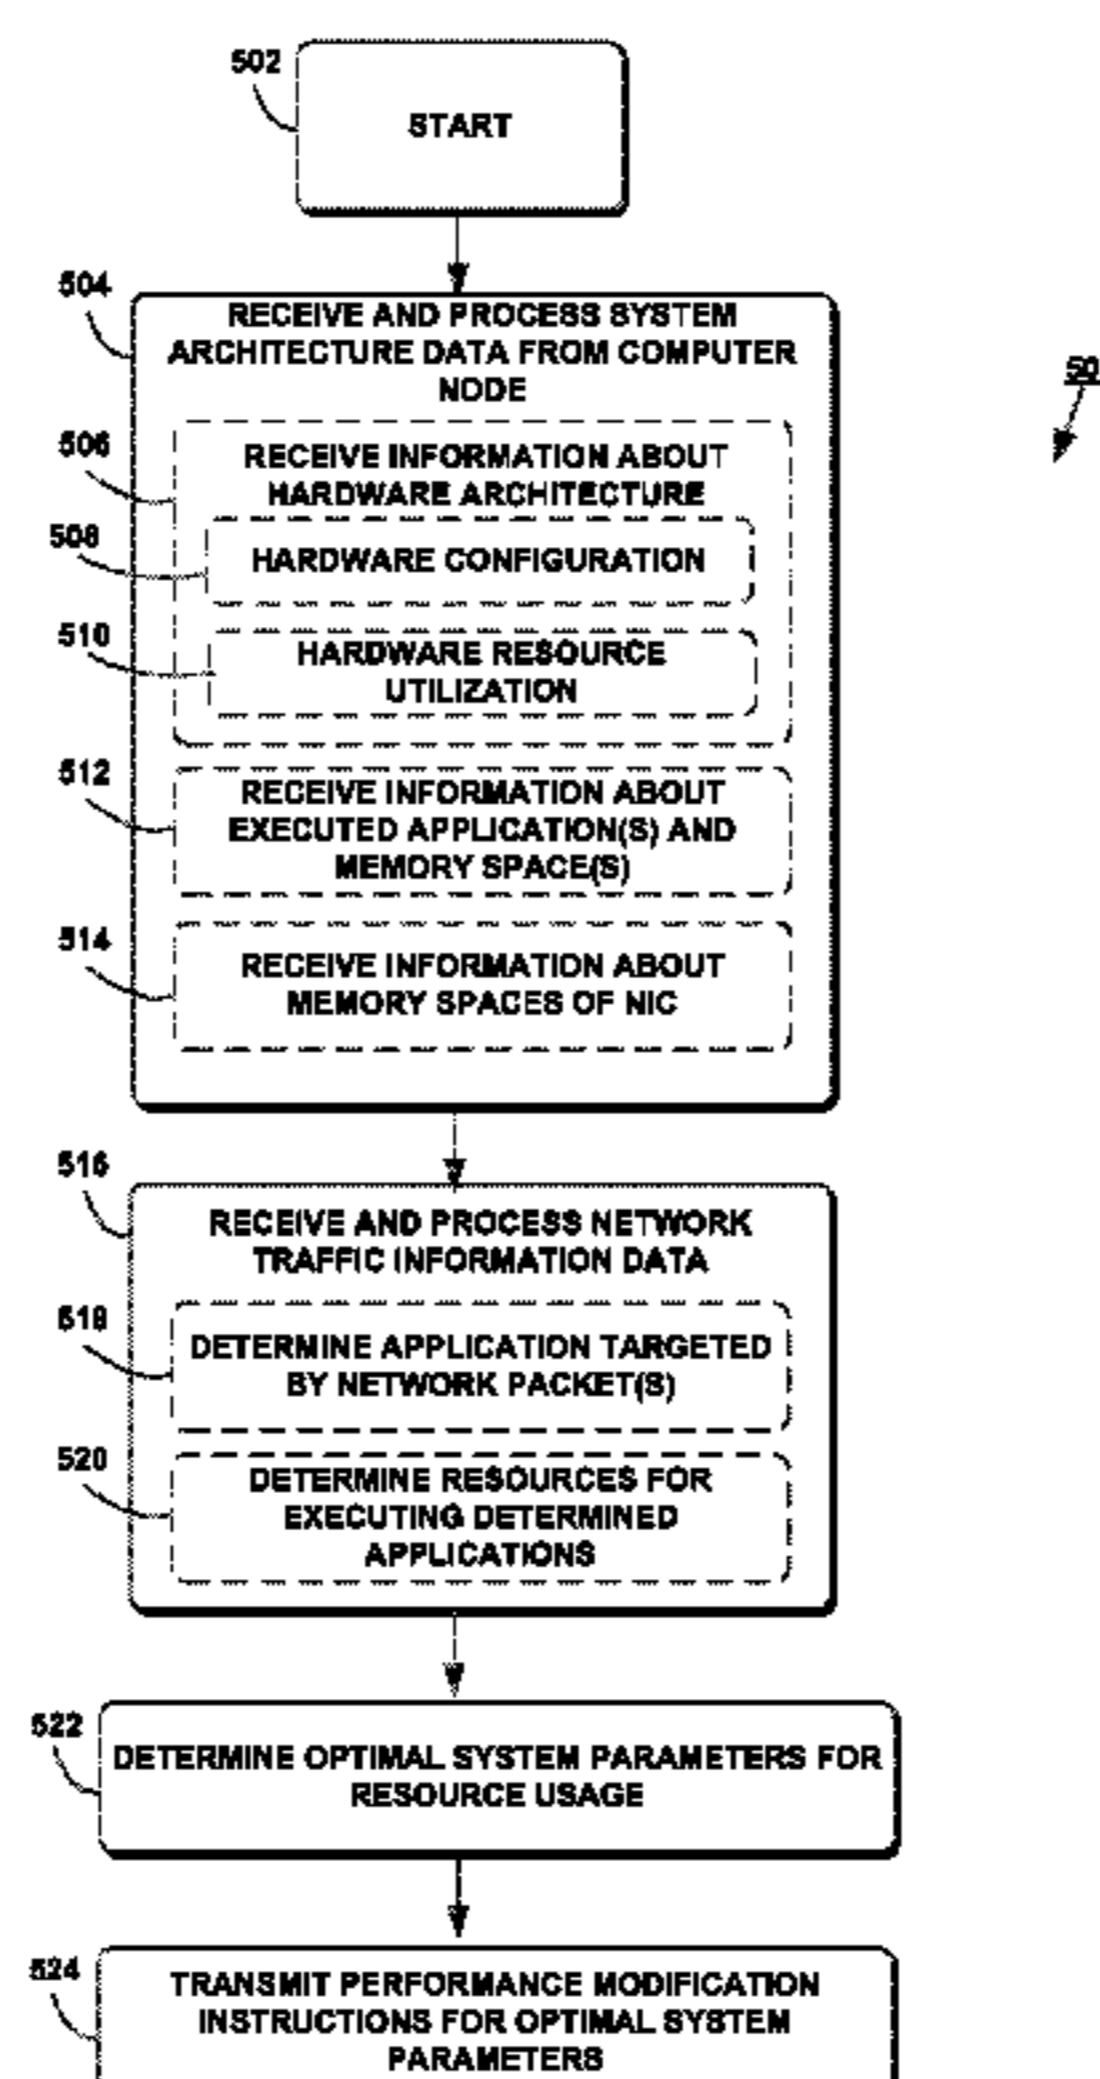 502
START
504
RECEIVE AND PROCESS SYSTEM
ARCHITECTURE DATA FROM COMPUTER
NODE
50
506
RECEIVE INFORMATION ABOUT
HARDWARE ARCHITECTURE
508
HARDWARE CONFIGURATION
510
HARDWARE RESOURCE
UTILIZATION
512
RECEIVE INFORMATION ABOUT
EXECUTED APPLICATION(S) AND
MEMORY SPACE(S)
514
RECEIVE INFORMATION ABOUT
MEMORY SPACES OF NIC
516
RECEIVE AND PROCESS NETWORK
TRAFFIC INFORMATION DATA
518
DETERMINE APPLICATION TARGETED
BY NETWORK PACKET(S)
520
DETERMINE RESOURCES FOR
EXECUTING DETERMINED
APPLICATIONS
522
DETERMINE OPTIMAL SYSTEM PARAMETERS FOR
RESOURCE USAGE
524
TRANSMIT PERFORMANCE MODIFICATION
INSTRUCTIONS FOR OPTIMAL SYSTEM
PARAMETERS